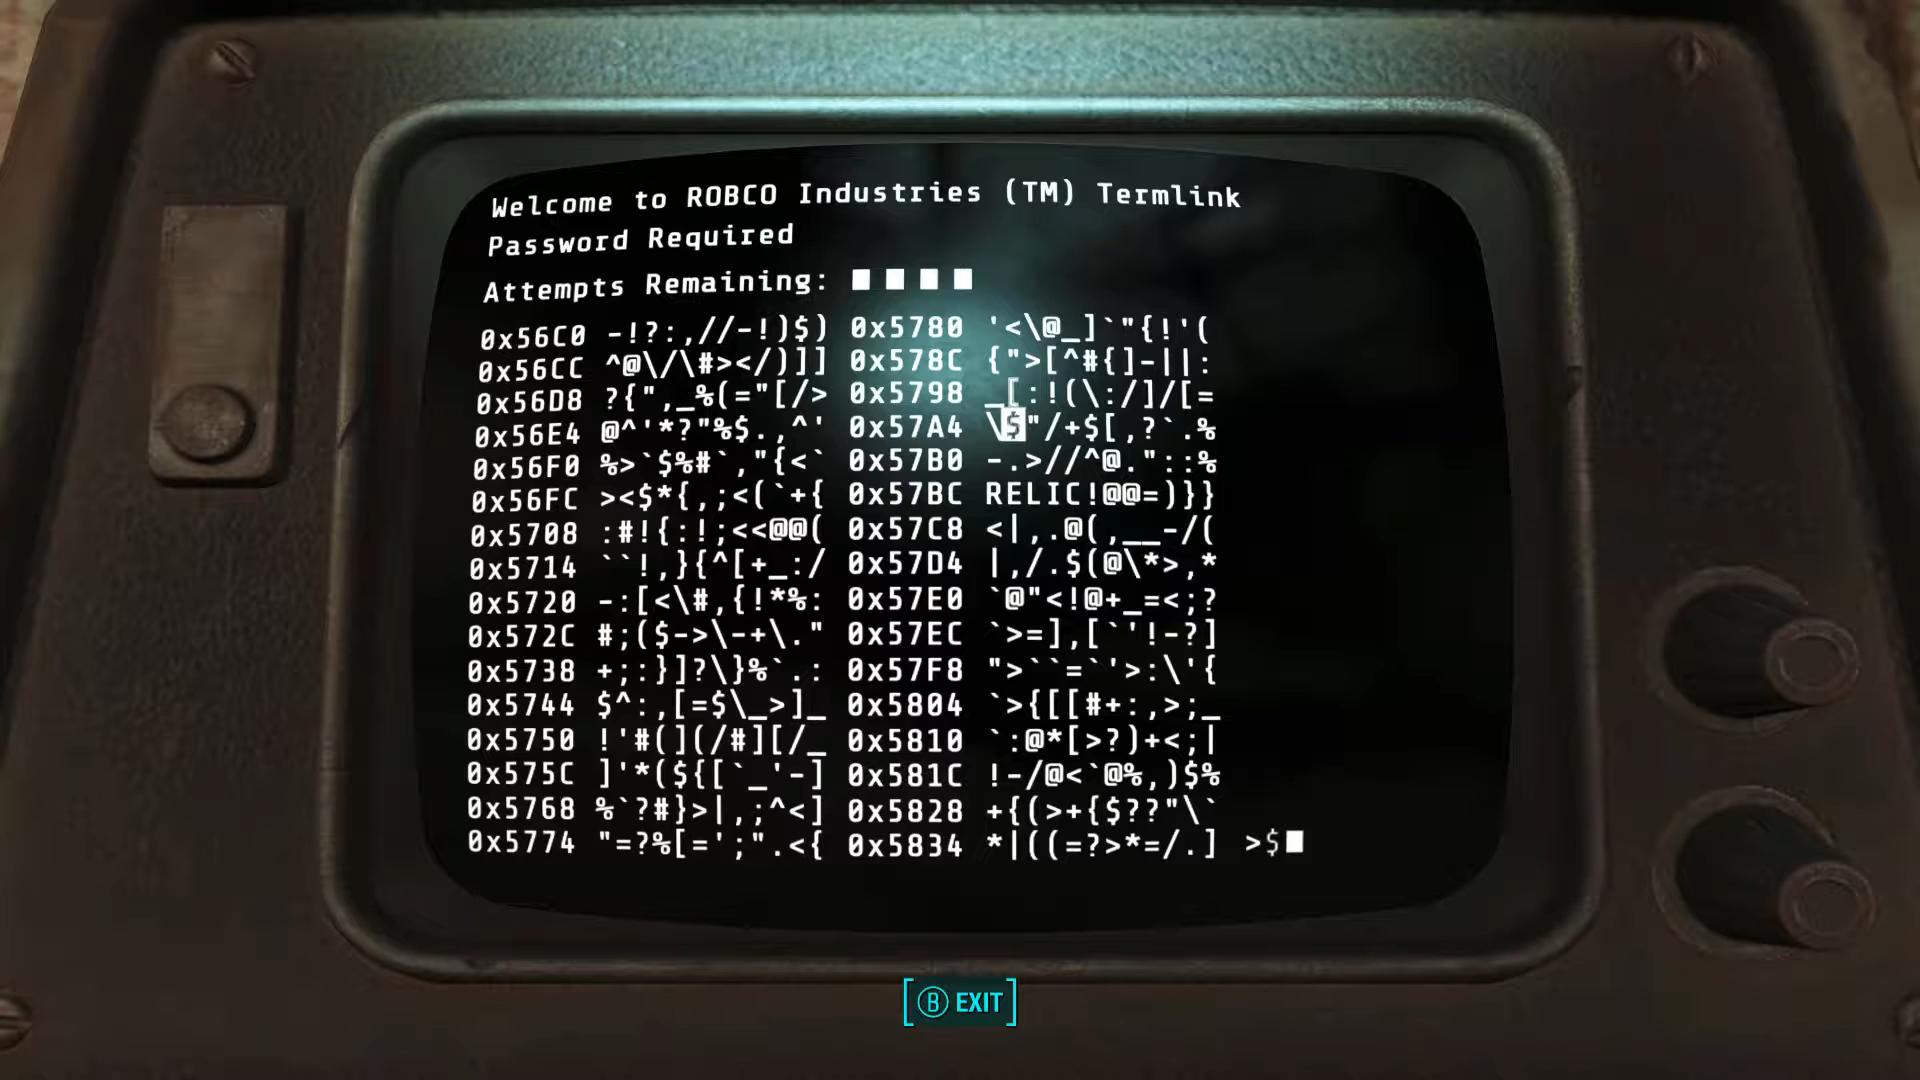 Welcome to ROBCO Industries (TM) Termlink
Password Required
Attempts Remaining: ■ ■ ■ ■
0x56C0 -!?:,//-!)$) 0x5780 '<\@_]`"{!'(
0x56CC ^@\/\#></)]] 0x578C {">[^#{]-||:
0x56D8 ?{",_%(="[/> 0x5798 _[:!(\:/]/[=
0x56E4 @^'*?"%$.,^' 0x57A4 \$"/+$[,?`.%
0x56F0 %>`$%#`,"{<` 0x57B0 -.>//^@."::%
0x56FC ><$*{,;<(`+{ 0x57BC RELIC!@@=)}}
0x5708 :#!{:!;<<@@( 0x57C8 <|,.@(,__-/(
0x5714 ``!,}{^[+_:/ 0x57D4 |,/.$(@\*>,*
0x5720 -:[<\#,{!*%: 0x57E0 `@"<!@+_=<;?
0x572C #;($->\-+\." 0x57EC `>=],[`'!-?]
0x5738 +;:}]?\}%`.: 0x57F8 ">``=`'>:\'{
0x5744 $^:,[=$\_>]_ 0x5804 `>{[[#+:,>;_
0x5750 !'#(](/#][/_ 0x5810 `:@*[>?)+<;|
0x575C ]'*(${[`_'-] 0x581C !-/@<`@%,)$%
0x5768 %`?#}>|,;^<] 0x5828 +{(>+{$??"\`
0x5774 "=?%[=';".<{ 0x5834 *|((=?>*=/.] >$■
[Ⓑ EXIT]